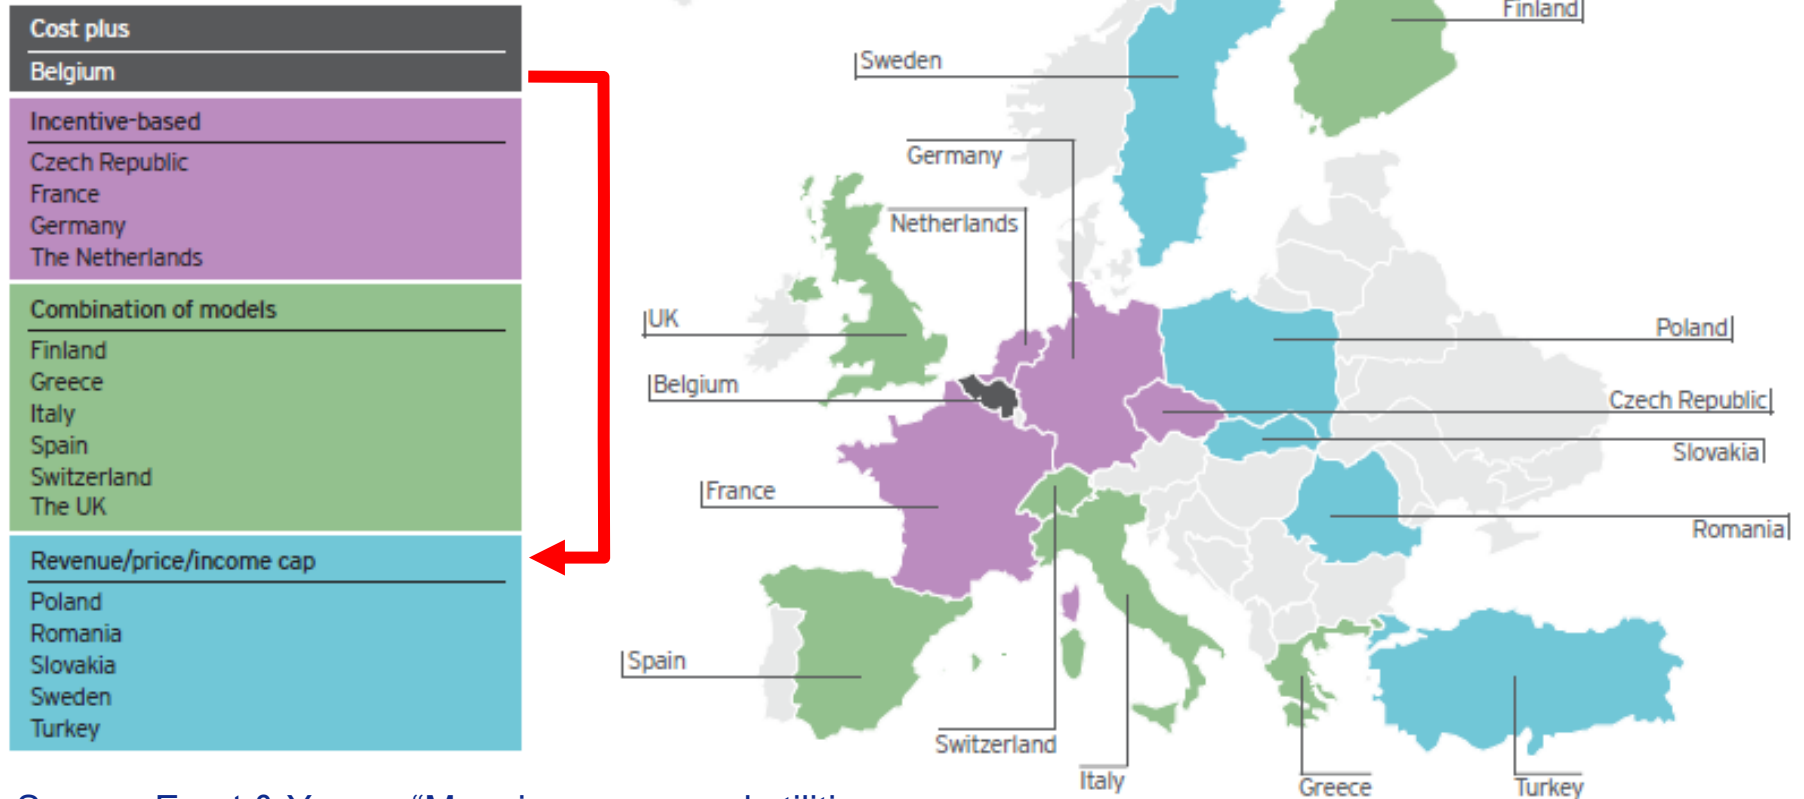 Cost plus
Belgium
Incentive-based
Czech Republic
France
Germany
The Netherlands
Combination of models
Finland
Greece
Italy
Spain
Switzerland
The UK
Revenue/price/income cap
Poland
Romania
Slovakia
Sweden
Turkey
Finland
Sweden
Germany
Netherlands
UK
Poland
Belgium
Czech Republic
Slovakia
France
Romania
Spain
Switzerland
Italy
Greece
Turkey